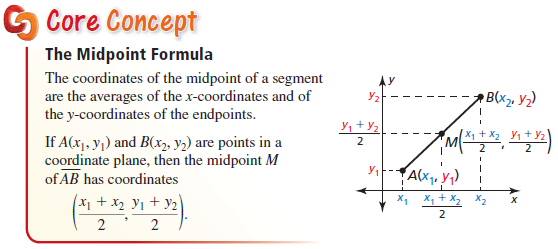 Core Concept
The Midpoint Formula
The coordinates of the midpoint of a segment
are the averages of the x-coordinates and of
the y-coordinates of the endpoints.
If A(x₁, y₁) and B(x₂, y₂) are points in a
coordinate plane, then the midpoint M
of A̅B̅ has coordinates
((x₁ + x₂)/2, (y₁ + y₂)/2).
y
y₂
B(x₂, y₂)
(y₁ + y₂)/2
M((x₁ + x₂)/2, (y₁ + y₂)/2)
y₁
A(x₁, y₁)
x₁ (x₁ + x₂)/2 x₂ x